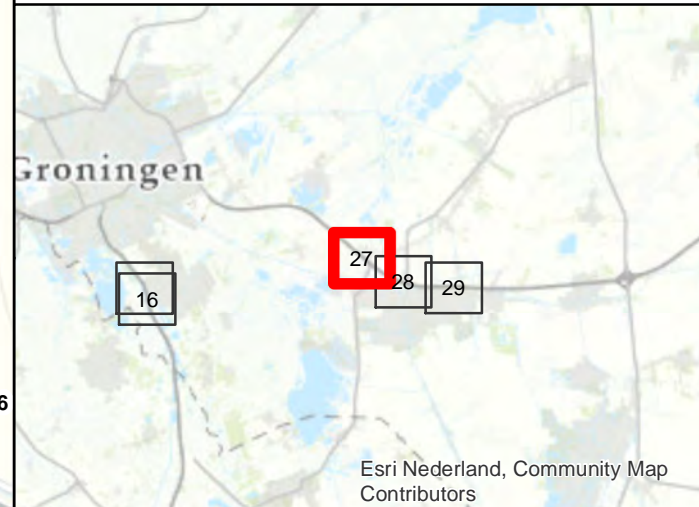 Groningen
27
28
29
16
6
Esri Nederland, Community Map
Contributors